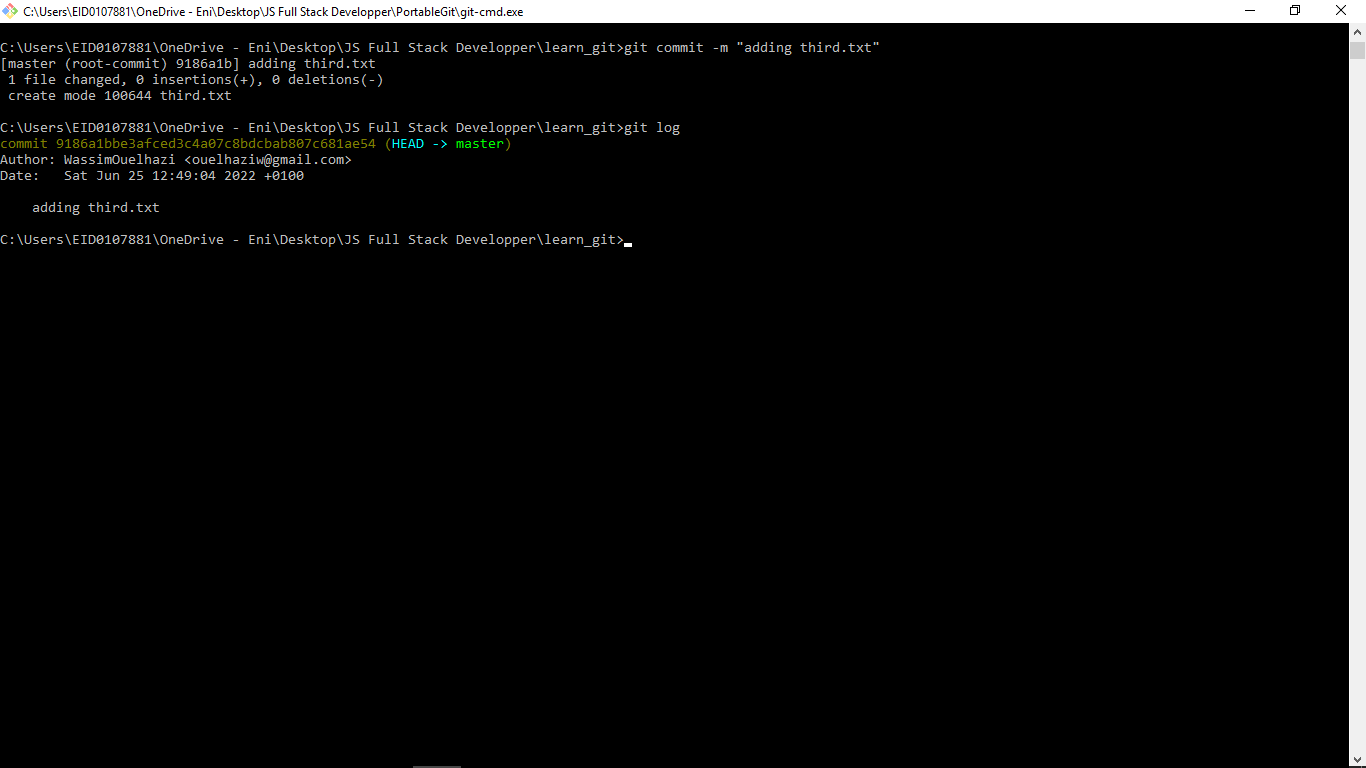 C:\Users\EID0107881\OneDrive - Eni\Desktop\JS Full Stack Developper\PortableGit\git-cmd.exe
C:\Users\EID0107881\OneDrive - Eni\Desktop\JS Full Stack Developper\learn_git>git commit -m "adding third.txt"
[master (root-commit) 9186a1b] adding third.txt
 1 file changed, 0 insertions(+), 0 deletions(-)
 create mode 100644 third.txt
C:\Users\EID0107881\OneDrive - Eni\Desktop\JS Full Stack Developper\learn_git>git log
commit 9186a1bbe3afced3c4a07c8bdcbab807c681ae54 (HEAD -> master)
Author: WassimOuelhazi <ouelhaziw@gmail.com>
Date:   Sat Jun 25 12:49:04 2022 +0100
    adding third.txt
C:\Users\EID0107881\OneDrive - Eni\Desktop\JS Full Stack Developper\learn_git>